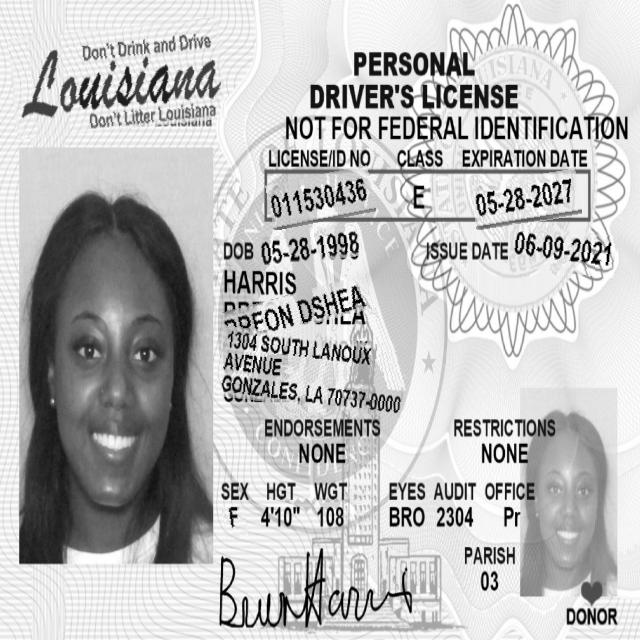 Don't Drink and Drive
Louisiana
Don't Litter Louisiana
PERSONAL
DRIVER'S LICENSE
NOT FOR FEDERAL IDENTIFICATION
LICENSE/ID NO CLASS EXPIRATION DATE
011530436 E 05-28-2027
DOB 05-28-1998 ISSUE DATE 06-09-2021
HARRIS
DSHEA
1304 SOUTH LANOUX
AVENUE
GONZALES, LA 70737-0000
ENDORSEMENTS RESTRICTIONS
NONE NONE
SEX HGT WGT EYES AUDIT OFFICE
F 4'10" 108 BRO 2304 Pr
PARISH
03
DONOR